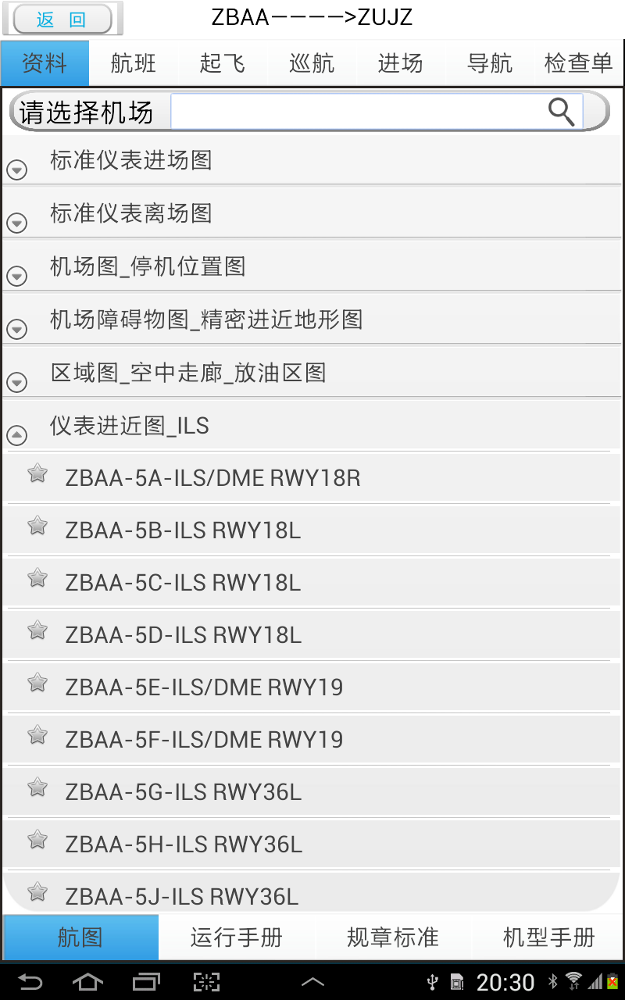 返 回
ZBAA————>ZUJZ
资料 航班 起飞 巡航 进场 导航 检查单
请选择机场
标准仪表进场图
标准仪表离场图
机场图_停机位置图
机场障碍物图_精密进近地形图
区域图_空中走廊_放油区图
仪表进近图_ILS
ZBAA-5A-ILS/DME RWY18R
ZBAA-5B-ILS RWY18L
ZBAA-5C-ILS RWY18L
ZBAA-5D-ILS RWY18L
ZBAA-5E-ILS/DME RWY19
ZBAA-5F-ILS/DME RWY19
ZBAA-5G-ILS RWY36L
ZBAA-5H-ILS RWY36L
ZBAA-5J-ILS RWY36L
航图 运行手册 规章标准 机型手册
20:30